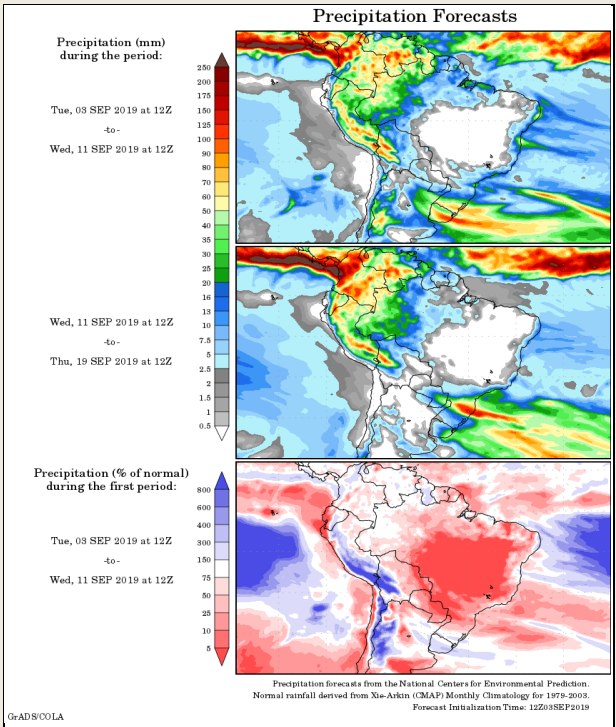 Precipitation Forecasts
Precipitation (mm)
during the period:
Tue, 03 SEP 2019 at 12Z
-to-
Wed, 11 SEP 2019 at 12Z
250
200
175
150
125
100
90
80
70
60
50
40
35
30
25
20
16
13
10
7.5
5
2.5
2
1.5
1
0.5
Wed, 11 SEP 2019 at 12Z
-to-
Thu, 19 SEP 2019 at 12Z
Precipitation (% of normal)
during the first period:
Tue, 03 SEP 2019 at 12Z
-to-
Wed, 11 SEP 2019 at 12Z
800
600
400
300
150
75
50
25
10
5
Precipitation forecasts from the National Centers for Environmental Prediction.
Normal rainfall derived from Xie-Arkin (CMAP) Monthly Climatology for 1979-2003.
Forecast Initialization Time: 12Z03SEP2019
GrADS/COLA